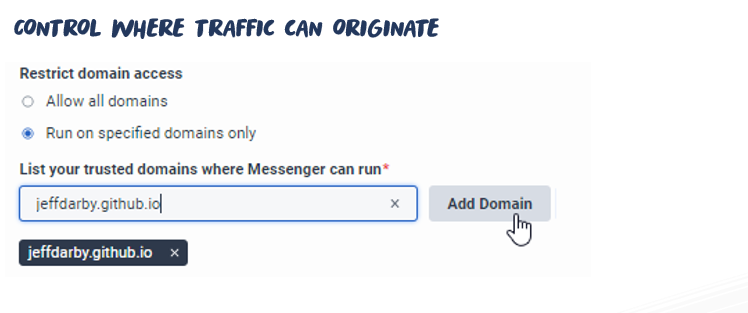 CONTROL WHERE TRAFFIC CAN ORIGINATE
Restrict domain access
Allow all domains
Run on specified domains only
List your trusted domains where Messenger can run*
jeffdarby.github.io × Add Domain
jeffdarby.github.io ×